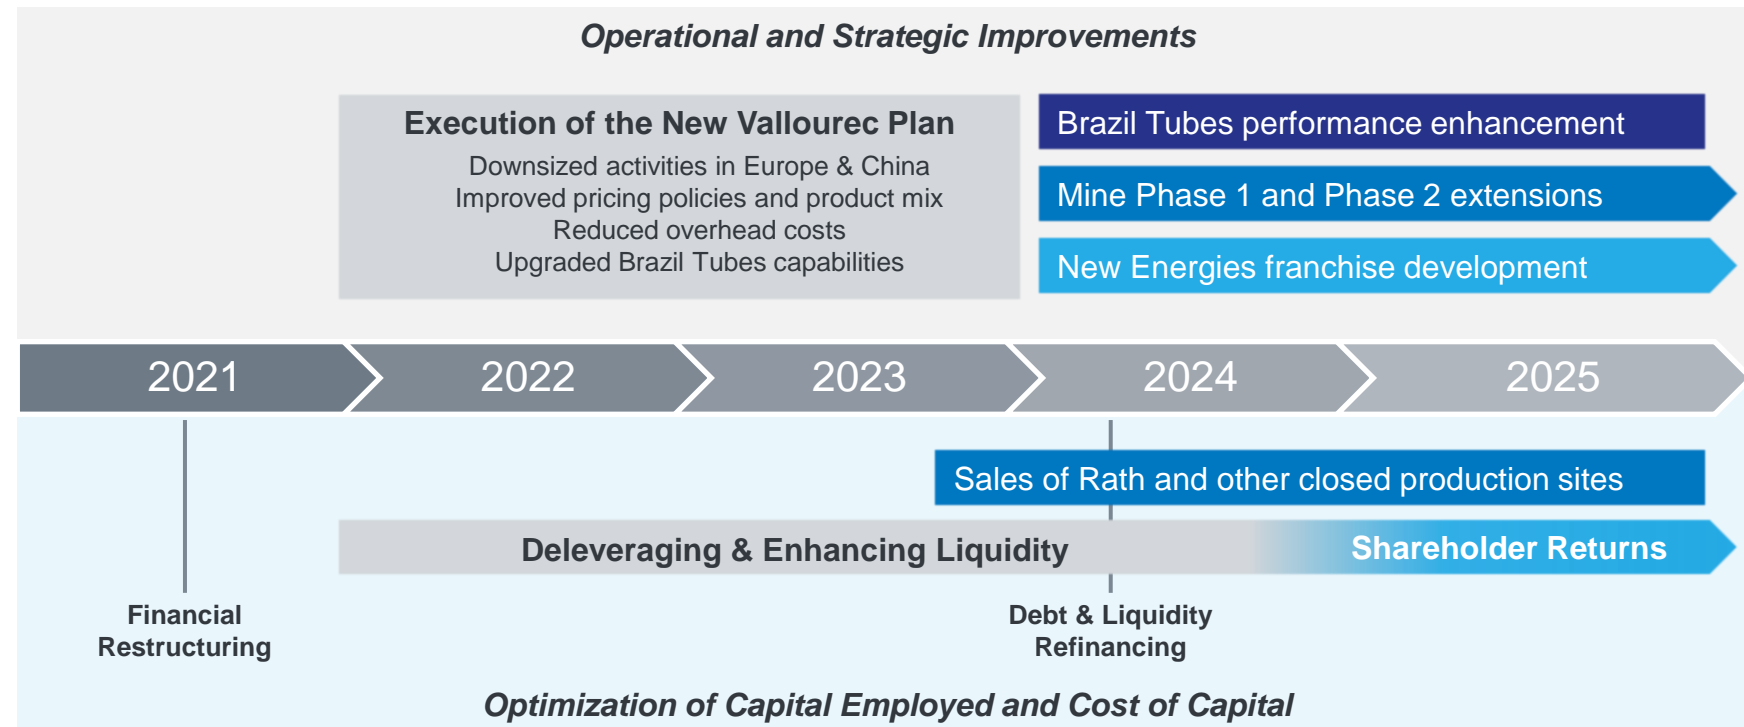 Operational and Strategic Improvements
Execution of the New Vallourec Plan
Downsized activities in Europe & China
Improved pricing policies and product mix
Reduced overhead costs
Upgraded Brazil Tubes capabilities
Brazil Tubes performance enhancement
Mine Phase 1 and Phase 2 extensions
New Energies franchise development
2021
2022
2023
2024
2025
Sales of Rath and other closed production sites
Deleveraging & Enhancing Liquidity
Shareholder Returns
Financial
Restructuring
Debt & Liquidity
Refinancing
Optimization of Capital Employed and Cost of Capital